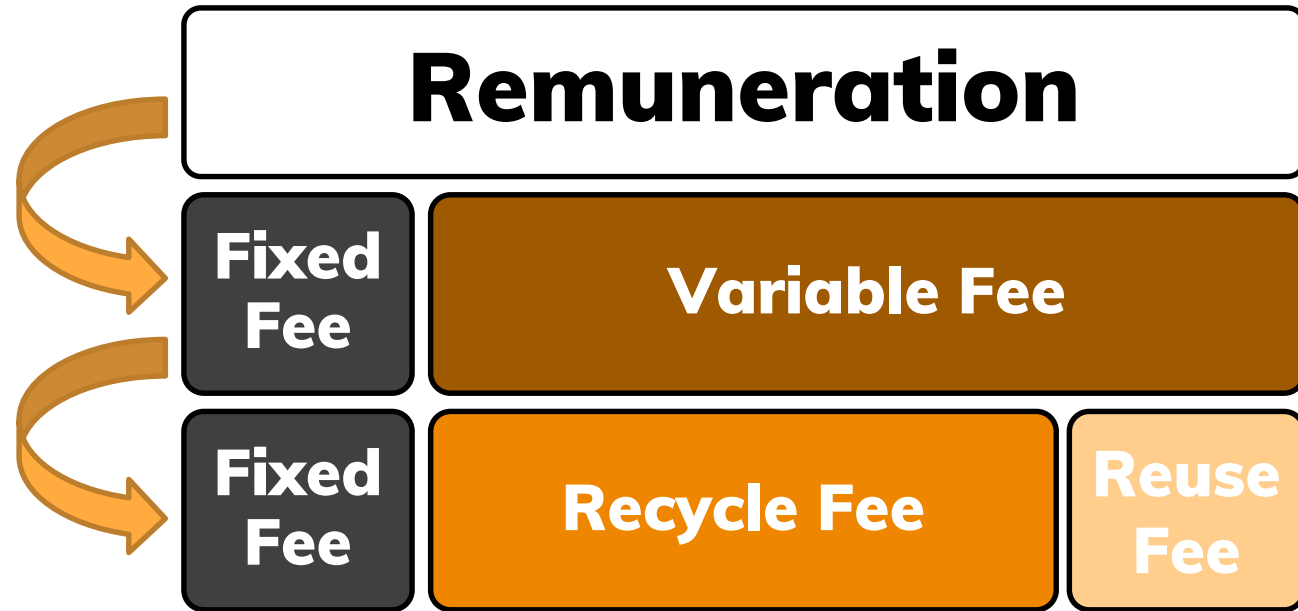 Remuneration
Fixed
Fee
Variable Fee
Fixed
Fee
Recycle Fee
Reuse
Fee